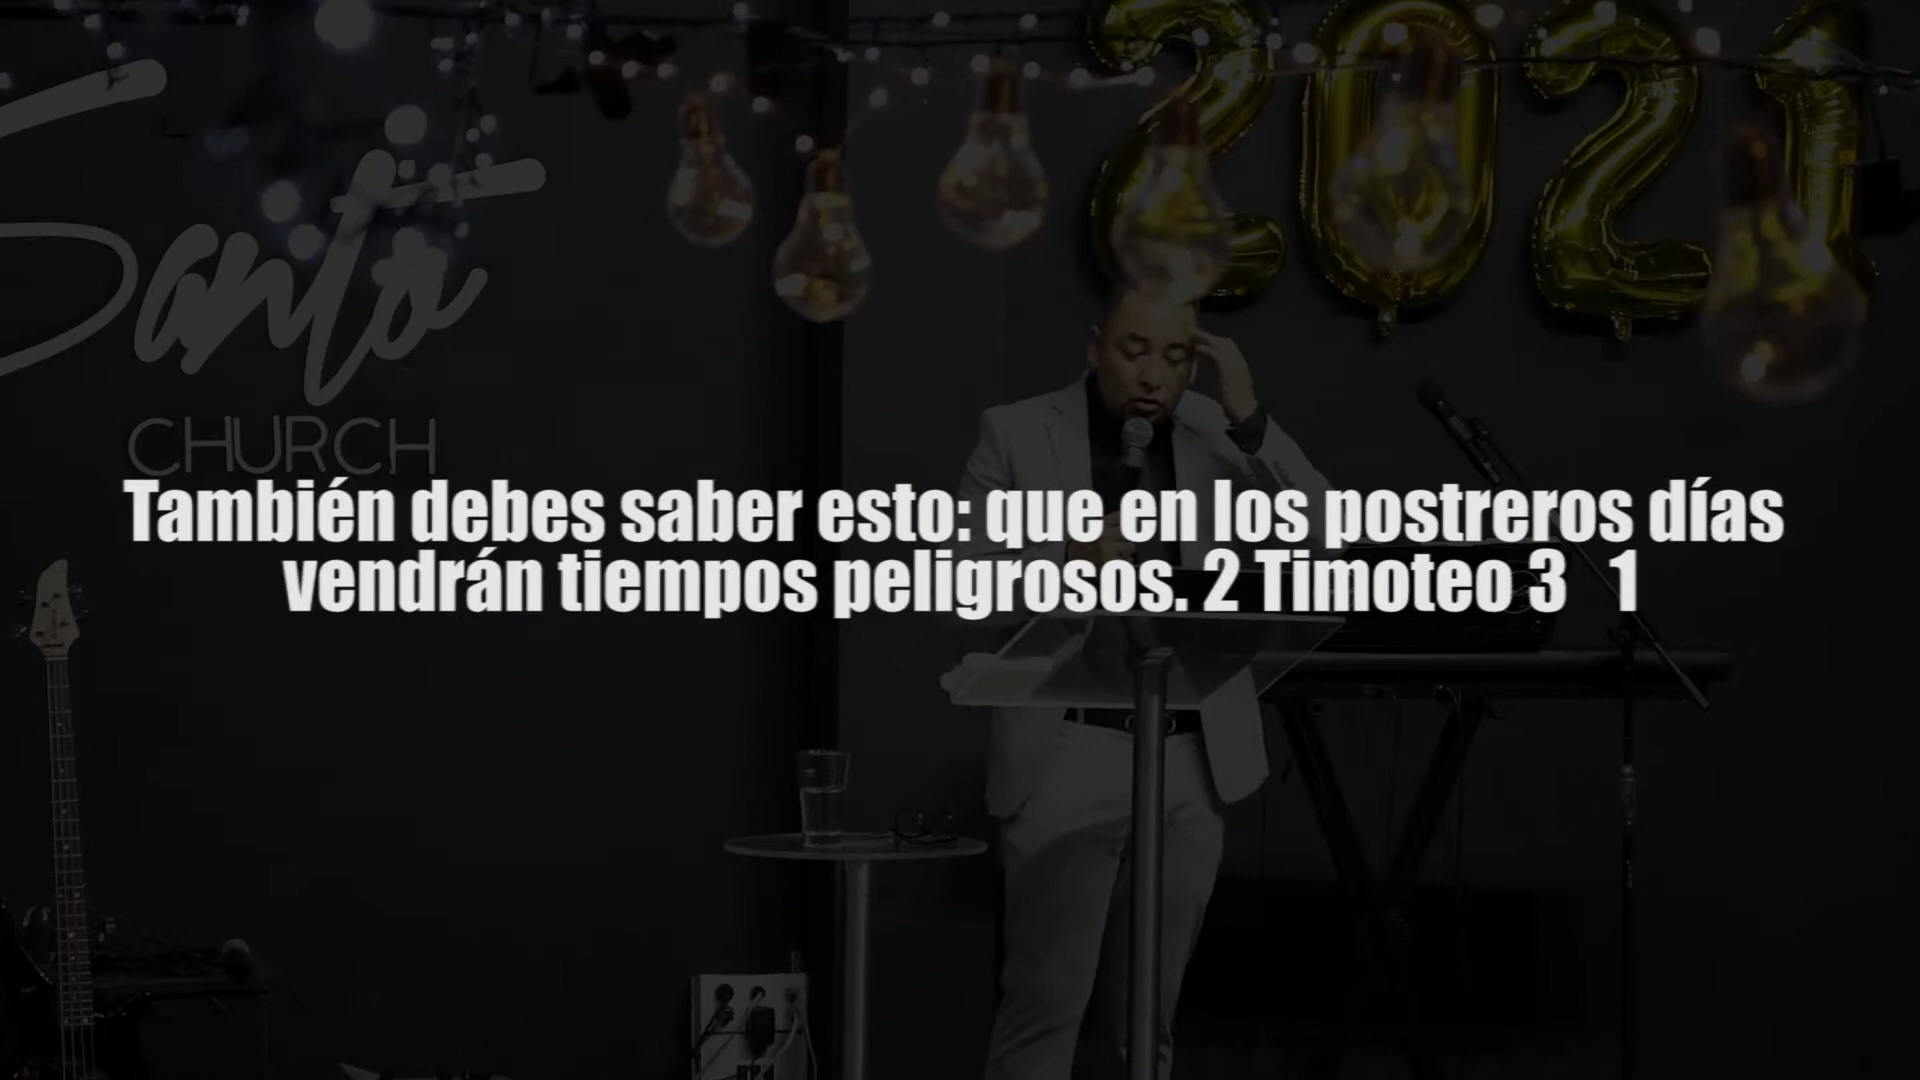 2021
Santo
CHURCH
También debes saber esto: que en los postreros días
vendrán tiempos peligrosos. 2 Timoteo 3 1